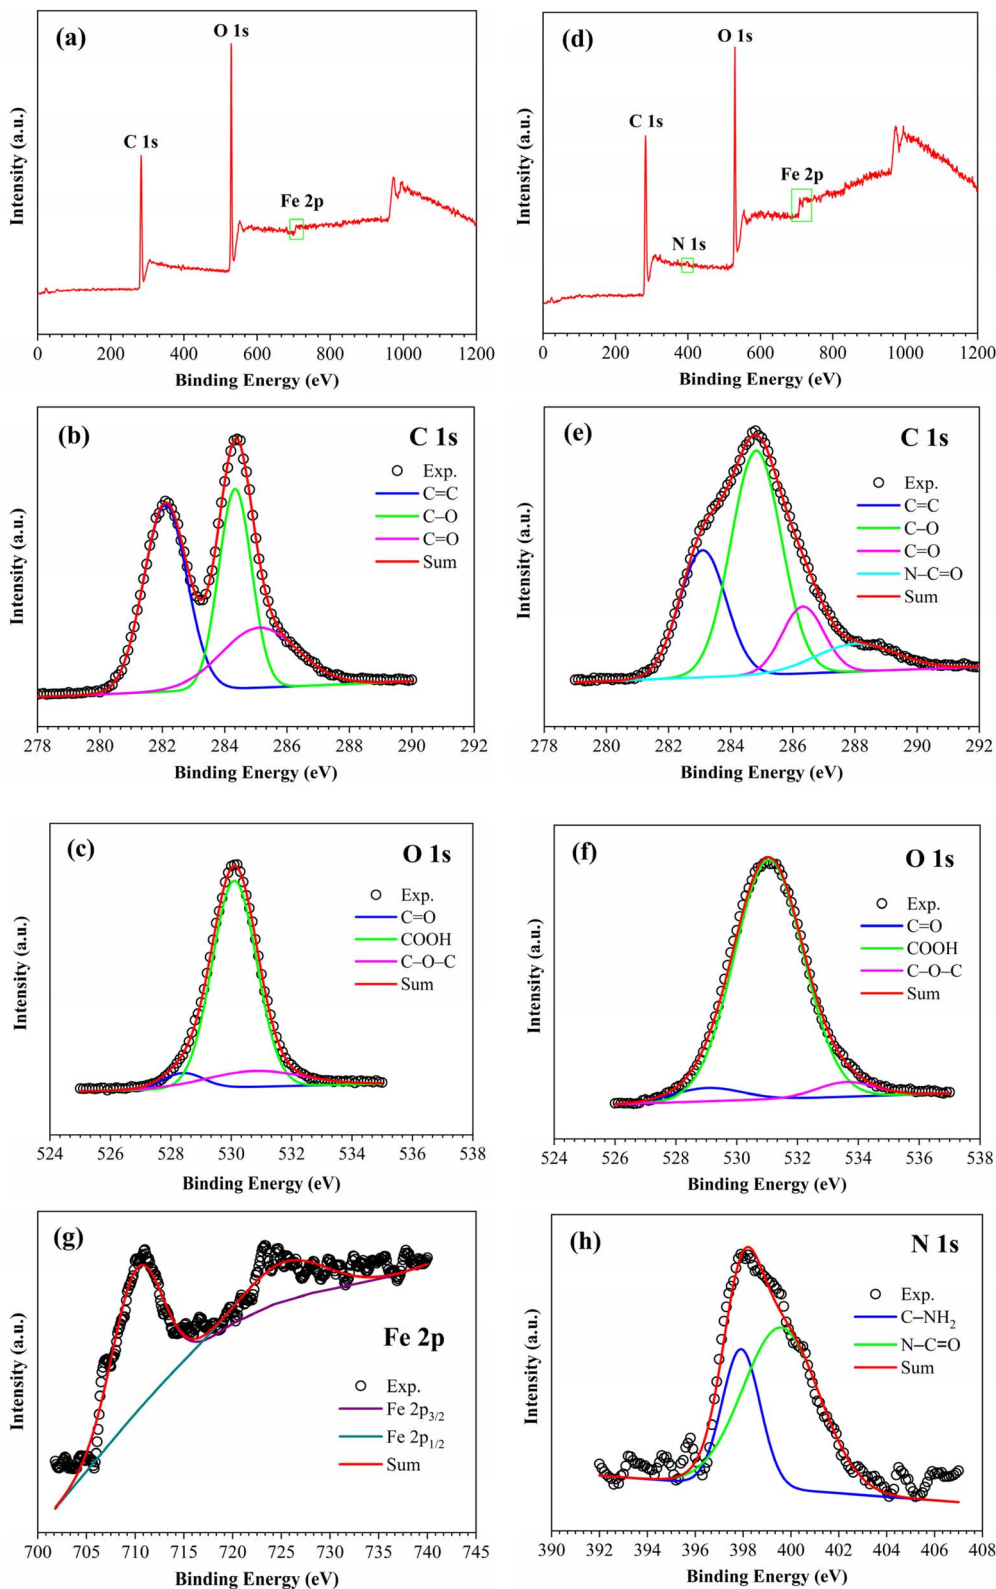 (a)
O 1s
C 1s
Fe 2p
Intensity (a.u.)
0 200 400 600 800 1000 1200
Binding Energy (eV)
(d)
O 1s
C 1s
Fe 2p
N 1s
Intensity (a.u.)
0 200 400 600 800 1000 1200
Binding Energy (eV)
(b)
C 1s
Exp.
C=C
C–O
C=O
Sum
Intensity (a.u.)
278 280 282 284 286 288 290 292
Binding Energy (eV)
(e)
C 1s
Exp.
C=C
C–O
C=O
N–C=O
Sum
Intensity (a.u.)
278 280 282 284 286 288 290 292
Binding Energy (eV)
(c)
O 1s
Exp.
C=O
COOH
C–O–C
Sum
Intensity (a.u.)
524 526 528 530 532 534 536 538
Binding Energy (eV)
(f)
O 1s
Exp.
C=O
COOH
C–O–C
Sum
Intensity (a.u.)
524 526 528 530 532 534 536 538
Binding Energy (eV)
(g)
Fe 2p
Exp.
Fe 2p3/2
Fe 2p1/2
Sum
Intensity (a.u.)
700 705 710 715 720 725 730 735 740 745
Binding Energy (eV)
(h)
N 1s
Exp.
C–NH2
N–C=O
Sum
Intensity (a.u.)
390 392 394 396 398 400 402 404 406 408
Binding Energy (eV)